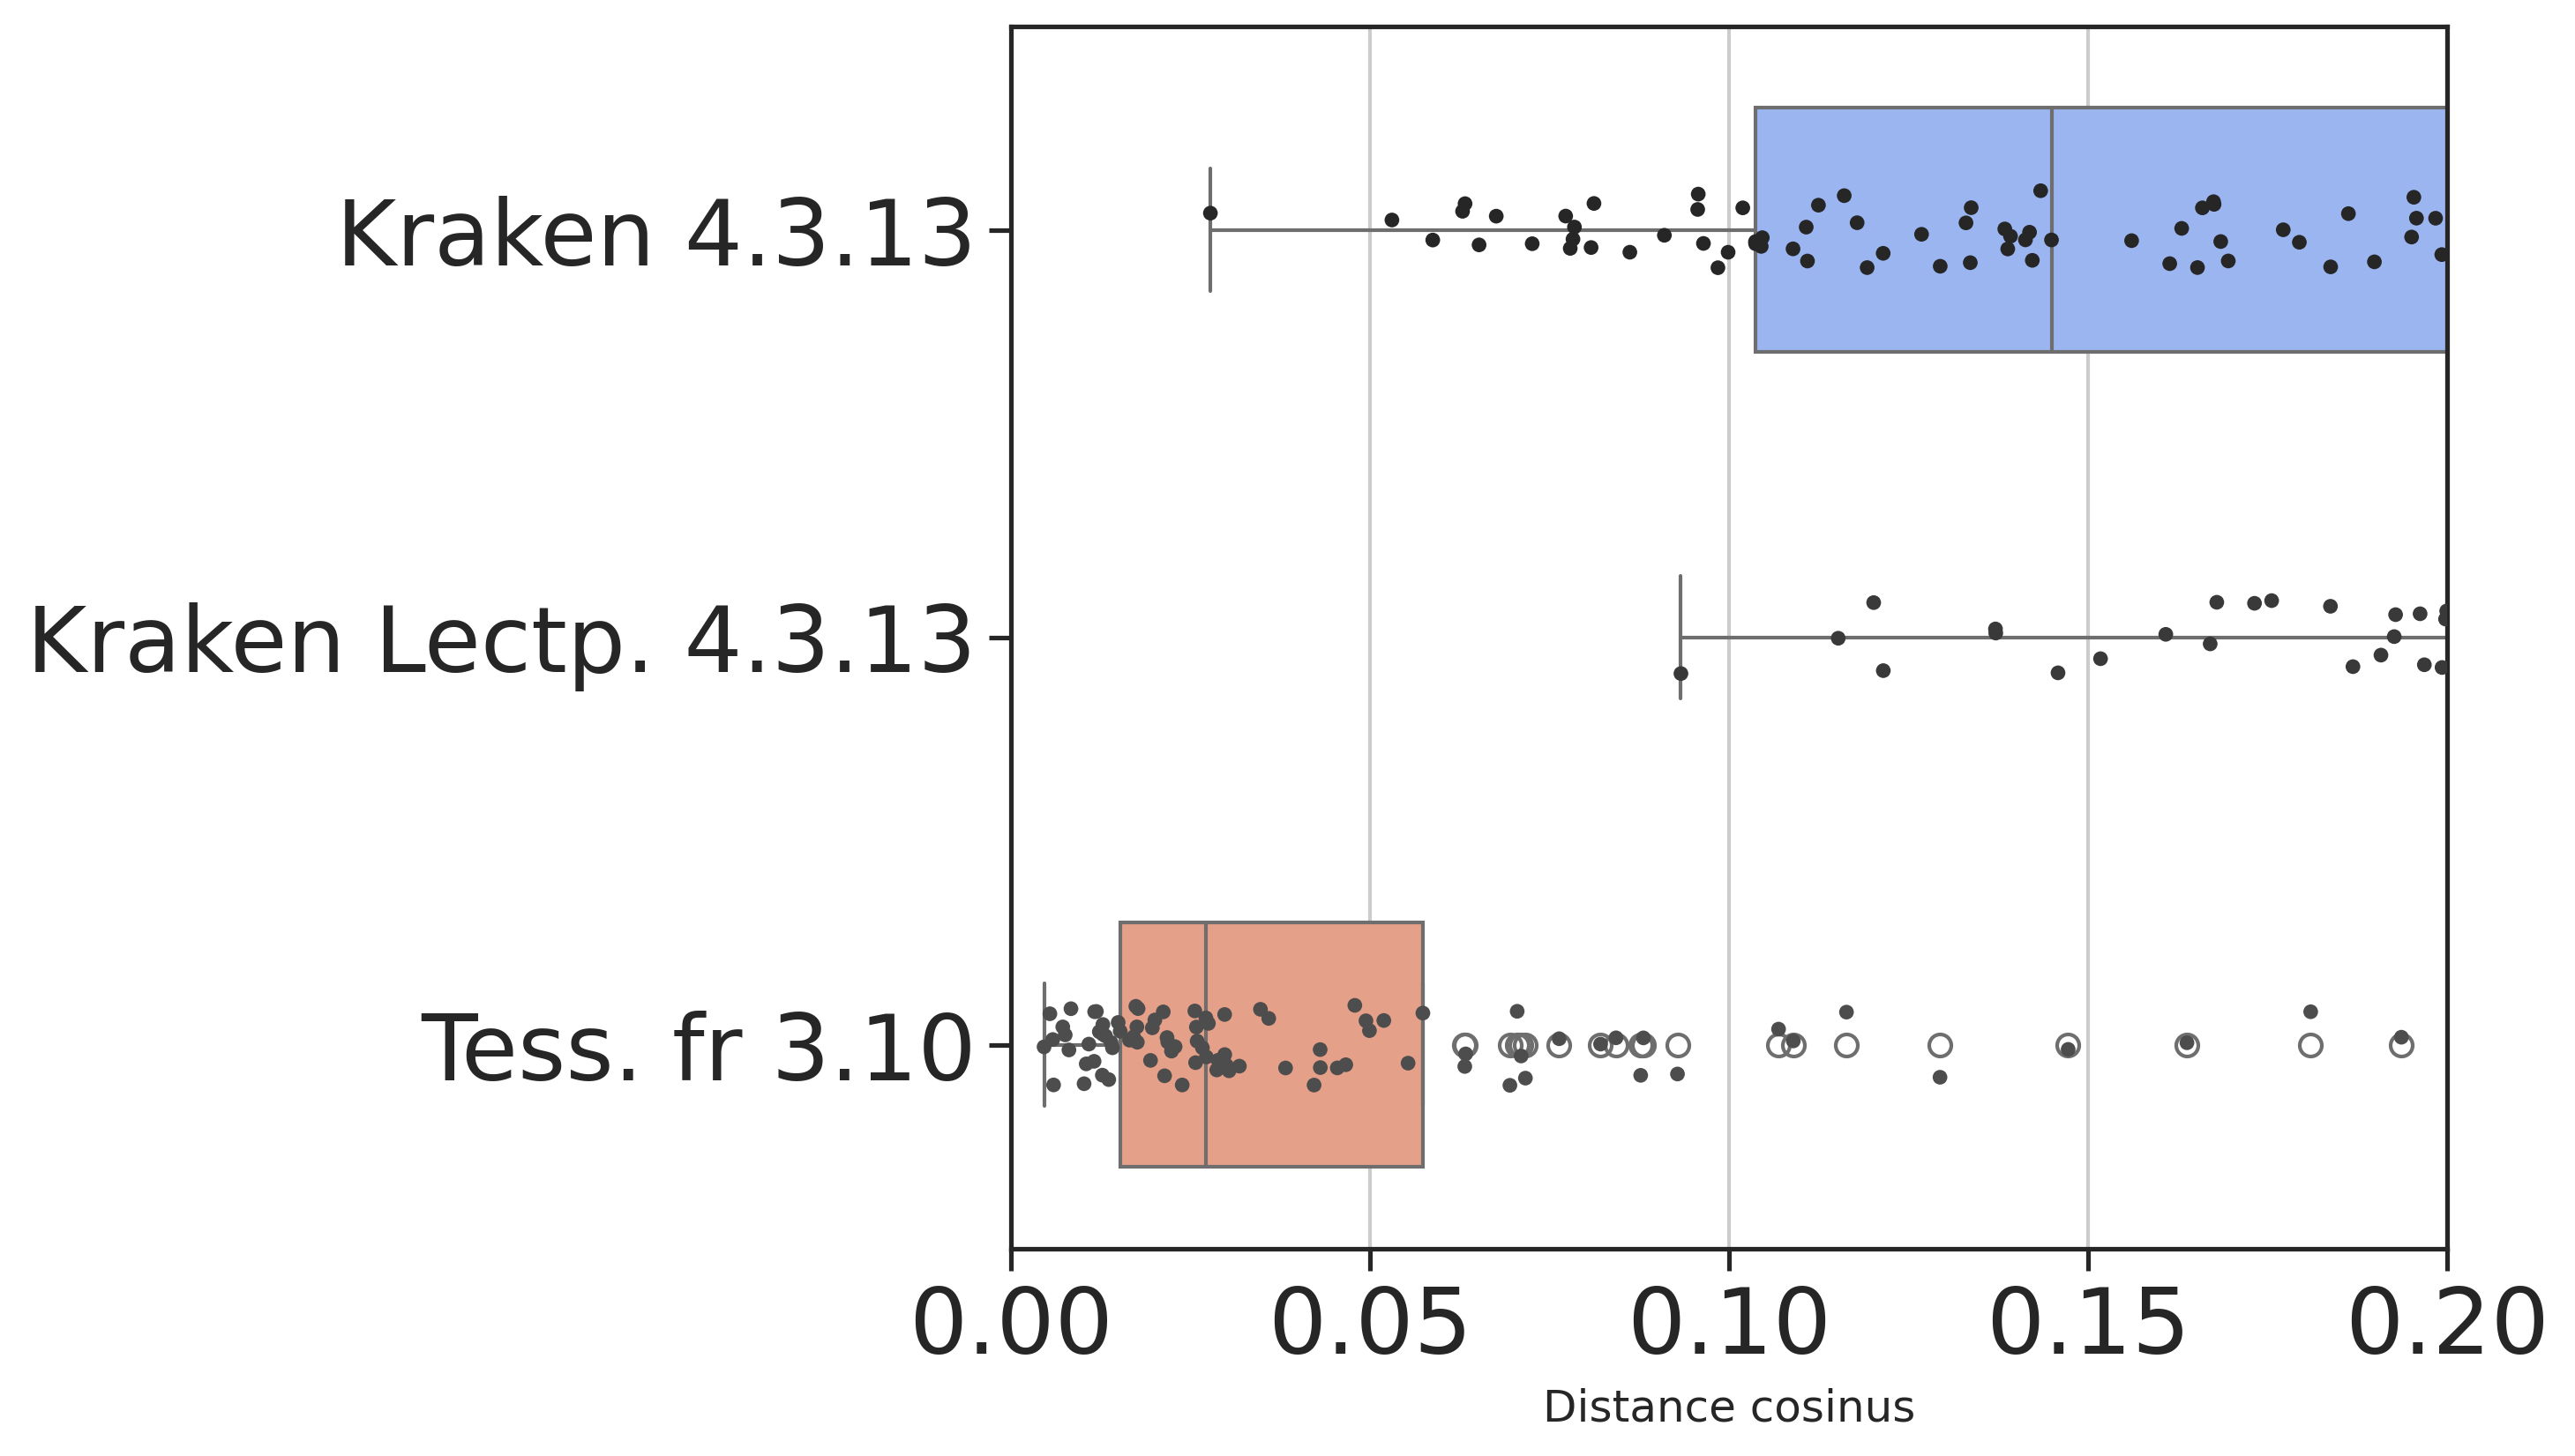 Kraken 4.3.13
Kraken Lectp. 4.3.13
Tess. fr 3.10
0.00 0.05 0.10 0.15 0.20
Distance cosinus